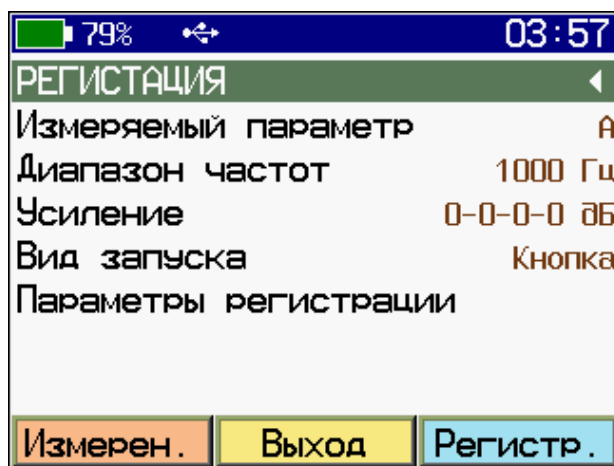 79% 03:57
РЕГИСТАЦИЯ
Измеряемый параметр А
Диапазон частот 1000 Гц
Усиление 0-0-0-0 дБ
Вид запуска Кнопка
Параметры регистрации
Измерен. Выход Регистр.